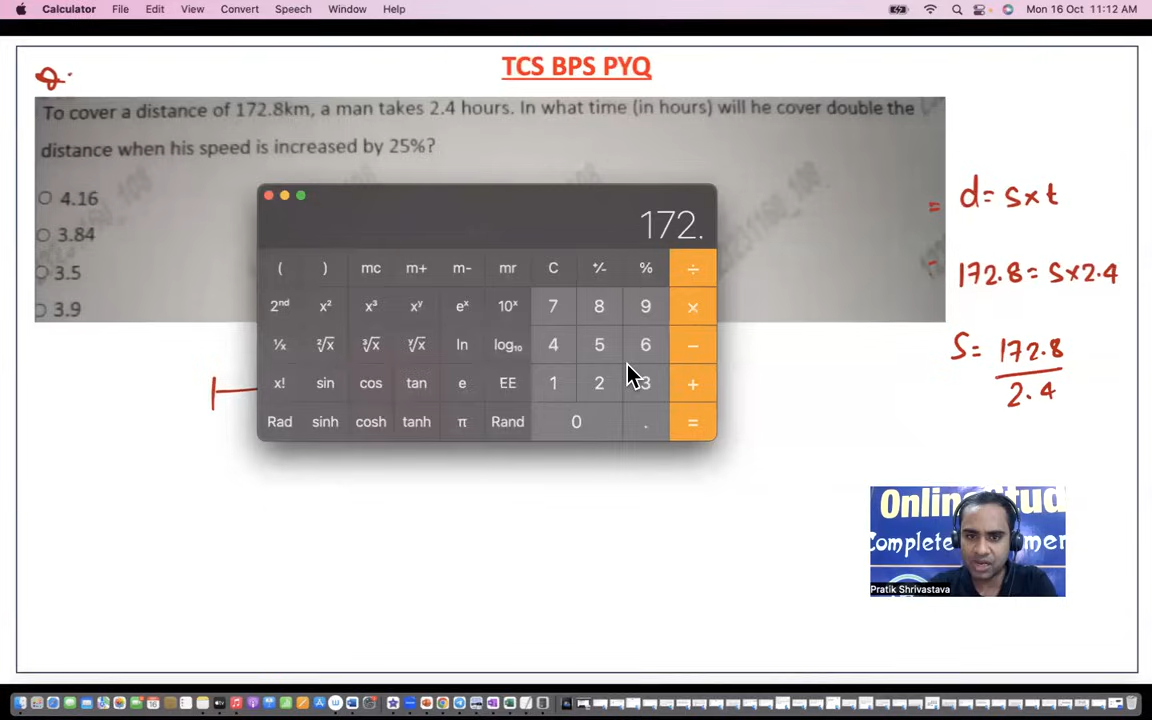 Calculator File Edit View Convert Speech Window Help Mon 16 Oct 11:12 AM
TCS BPS PYQ
Q.
To cover a distance of 172.8km, a man takes 2.4 hours. In what time (in hours) will he cover double the
distance when his speed is increased by 25%?
4.16
3.84
3.5
3.9
172.
( ) mc m+ m- mr C +/- % ÷
2nd x² x³ xʸ eˣ 10ˣ 7 8 9 ×
1/x ²√x ³√x ʸ√x ln log₁₀ 4 5 6 −
x! sin cos tan e EE 1 2 3 +
Rad sinh cosh tanh π Rand 0 . =
= d = s x t
= 172.8 = S x 2.4
S = 172.8
2.4
Online Stud
Complete
Pratik Shrivastava